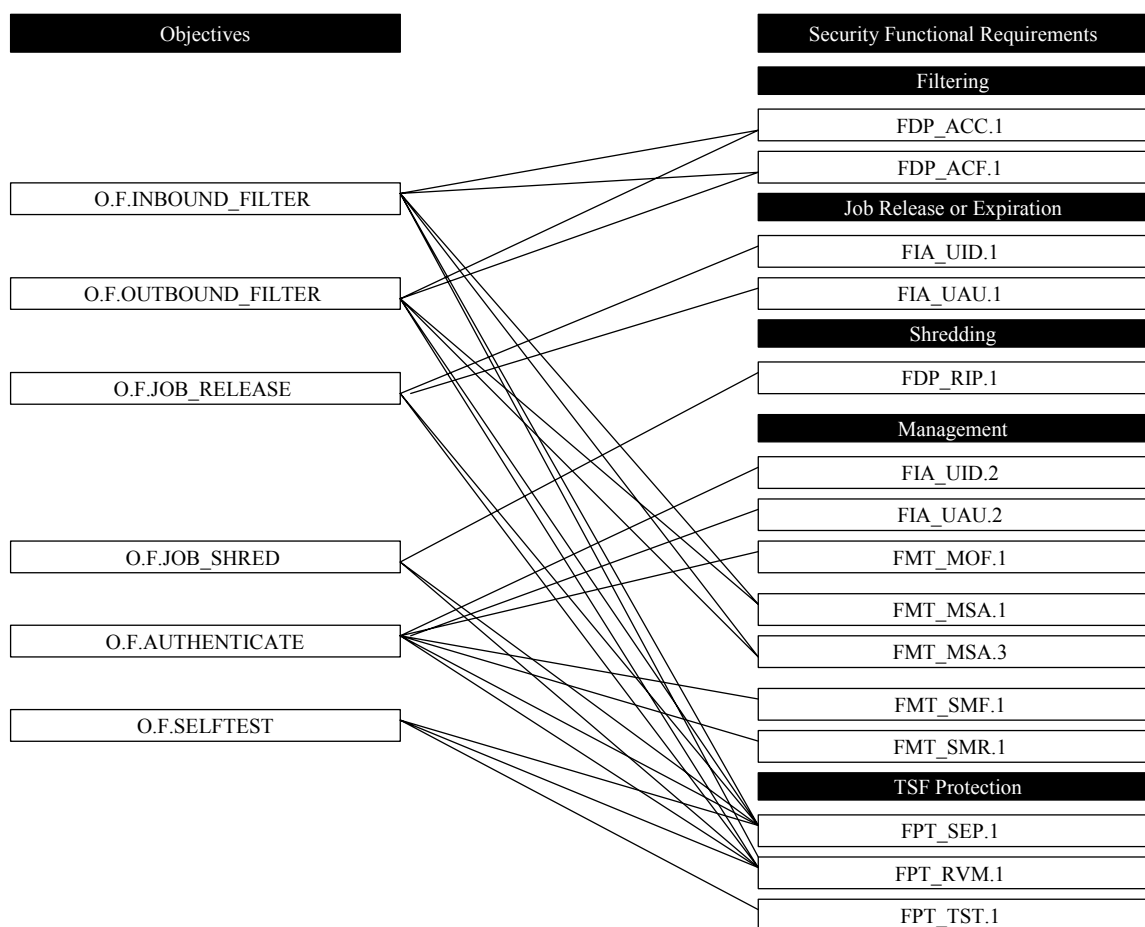 Objectives
Security Functional Requirements
Filtering
FDP_ACC.1
FDP_ACF.1
O.F.INBOUND_FILTER
Job Release or Expiration
FIA_UID.1
O.F.OUTBOUND_FILTER
FIA_UAU.1
Shredding
FDP_RIP.1
O.F.JOB_RELEASE
Management
FIA_UID.2
FIA_UAU.2
O.F.JOB_SHRED
FMT_MOF.1
FMT_MSA.1
O.F.AUTHENTICATE
FMT_MSA.3
FMT_SMF.1
O.F.SELFTEST
FMT_SMR.1
TSF Protection
FPT_SEP.1
FPT_RVM.1
FPT_TST.1